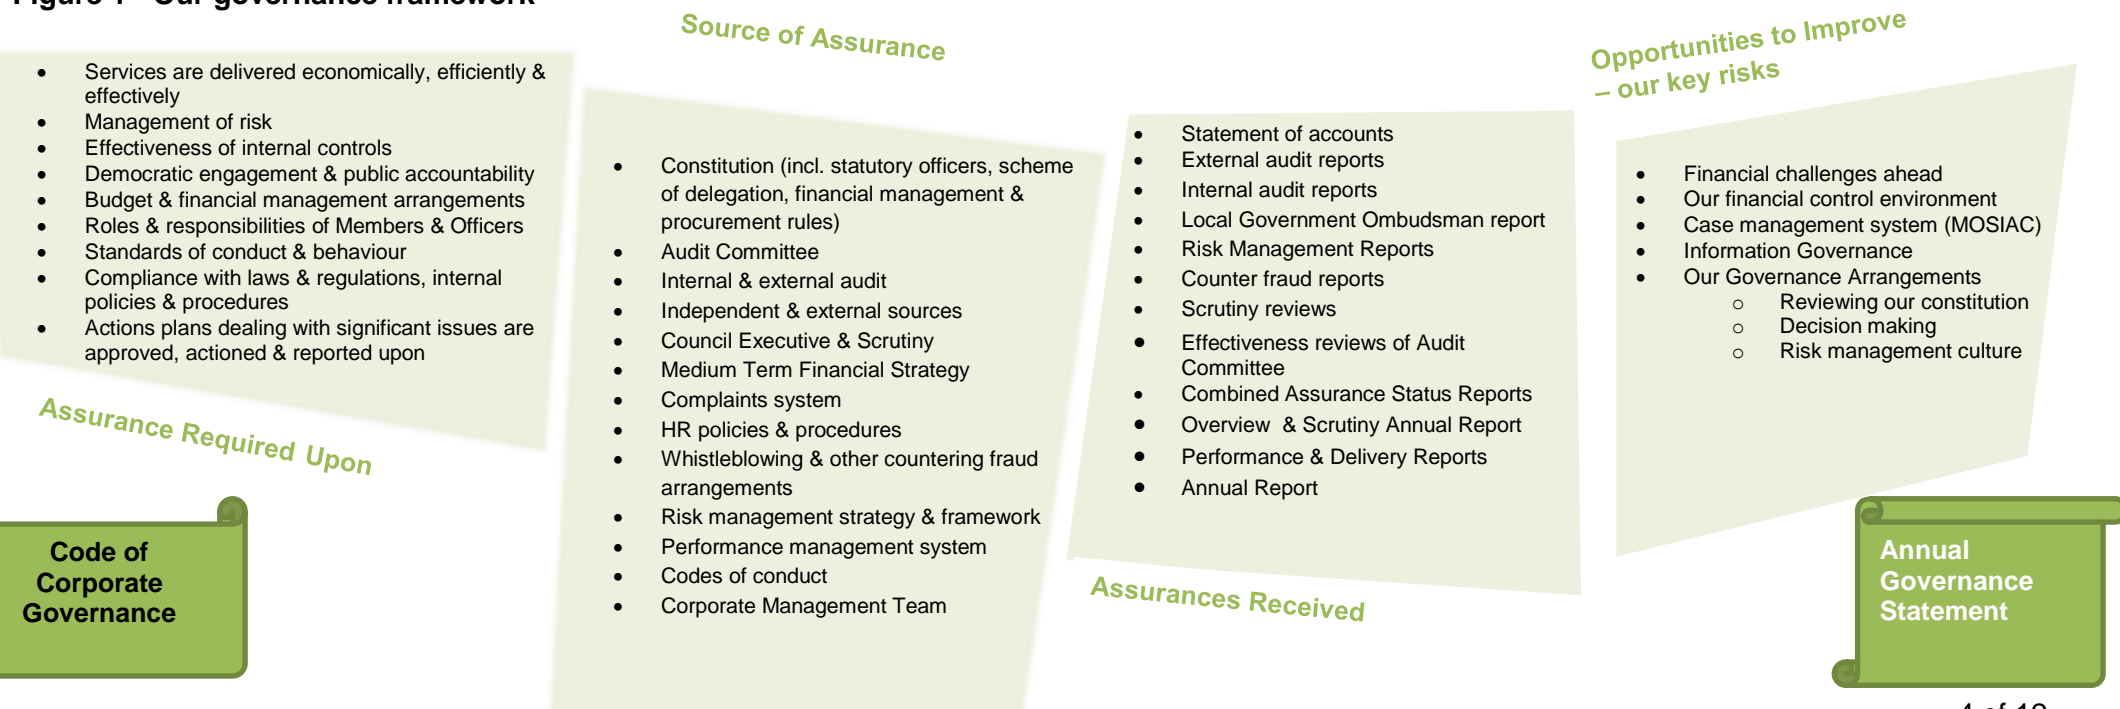 Figure 1 - Our governance framework
Source of Assurance
Opportunities to Improve
– our key risks
• Services are delivered economically, efficiently &
effectively
• Management of risk
• Effectiveness of internal controls
• Democratic engagement & public accountability
• Budget & financial management arrangements
• Roles & responsibilities of Members & Officers
• Standards of conduct & behaviour
• Compliance with laws & regulations, internal
policies & procedures
• Actions plans dealing with significant issues are
approved, actioned & reported upon
Assurance Required Upon
Code of
Corporate
Governance
• Constitution (incl. statutory officers, scheme
of delegation, financial management &
procurement rules)
• Audit Committee
• Internal & external audit
• Independent & external sources
• Council Executive & Scrutiny
• Medium Term Financial Strategy
• Complaints system
• HR policies & procedures
• Whistleblowing & other countering fraud
arrangements
• Risk management strategy & framework
• Performance management system
• Codes of conduct
• Corporate Management Team
• Statement of accounts
• External audit reports
• Internal audit reports
• Local Government Ombudsman report
• Risk Management Reports
• Counter fraud reports
• Scrutiny reviews
• Effectiveness reviews of Audit
Committee
• Combined Assurance Status Reports
• Overview & Scrutiny Annual Report
• Performance & Delivery Reports
• Annual Report
Assurances Received
• Financial challenges ahead
• Our financial control environment
• Case management system (MOSIAC)
• Information Governance
• Our Governance Arrangements
o Reviewing our constitution
o Decision making
o Risk management culture
Annual
Governance
Statement